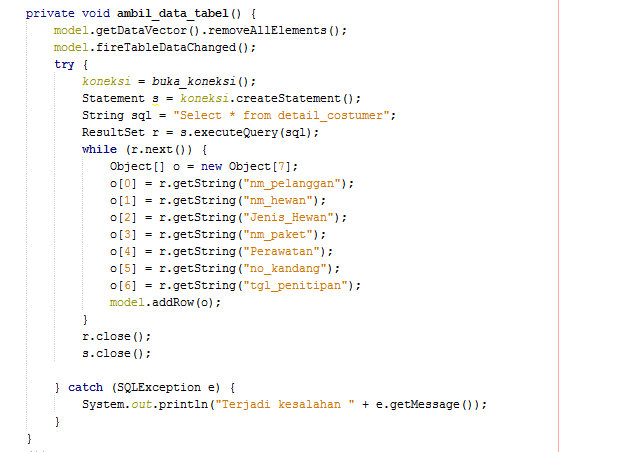 private void ambil_data_tabel() {
    model.getDataVector().removeAllElements();
    model.fireTableDataChanged();
    try {
        koneksi = buka_koneksi();
        Statement s = koneksi.createStatement();
        String sql = "Select * from detail_costumer";
        ResultSet r = s.executeQuery(sql);
        while (r.next()) {
            Object[] o = new Object[7];
            o[0] = r.getString("nm_pelanggan");
            o[1] = r.getString("nm_hewan");
            o[2] = r.getString("Jenis_Hewan");
            o[3] = r.getString("nm_paket");
            o[4] = r.getString("Perawatan");
            o[5] = r.getString("no_kandang");
            o[6] = r.getString("tgl_penitipan");
            model.addRow(o);
        }
        r.close();
        s.close();

    } catch (SQLException e) {
        System.out.println("Terjadi kesalahan " + e.getMessage());
    }
}